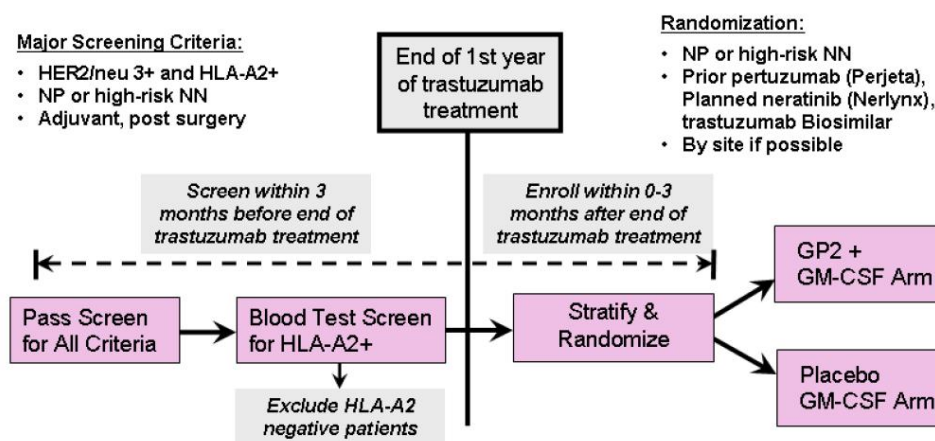 Major Screening Criteria:
• HER2/neu 3+ and HLA-A2+
• NP or high-risk NN
• Adjuvant, post surgery
End of 1st year
of trastuzumab
treatment
Randomization:
• NP or high-risk NN
• Prior pertuzumab (Perjeta),
Planned neratinib (Nerlynx),
trastuzumab Biosimilar
• By site if possible
Screen within 3
months before end of
trastuzumab treatment
Enroll within 0-3
months after end of
trastuzumab treatment
Pass Screen
for All Criteria
Blood Test Screen
for HLA-A2+
Exclude HLA-A2
negative patients
Stratify &
Randomize
GP2 +
GM-CSF Arm
Placebo
GM-CSF Arm